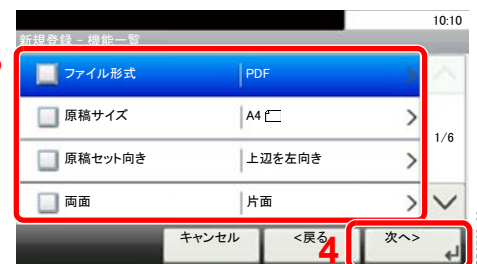 10:10
新規登録 - 機能一覧
ファイル形式 PDF
原稿サイズ A4
1/6
原稿セット向き 上辺を左向き
両面 片面
キャンセル <戻る 次へ>
4